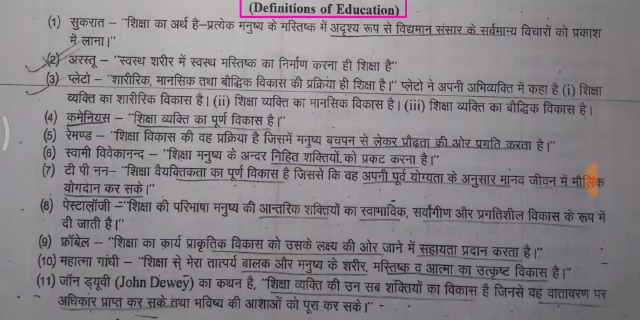 (Definitions of Education)
(1) सुकरात – "शिक्षा का अर्थ है–प्रत्येक मनुष्य के मस्तिष्क में अदृश्य रूप से विद्यमान संसार के सर्वमान्य विचारों को प्रकाश
में लाना।"
(2) अरस्तू – "स्वस्थ शरीर में स्वस्थ मस्तिष्क का निर्माण करना ही शिक्षा है"
(3) प्लेटो – "शारीरिक, मानसिक तथा बौद्धिक विकास की प्रक्रिया ही शिक्षा है।" प्लेटो ने अपनी अभिव्यक्ति में कहा है (i) शिक्षा
व्यक्ति का शारीरिक विकास है। (ii) शिक्षा व्यक्ति का मानसिक विकास है। (iii) शिक्षा व्यक्ति का बौद्धिक विकास है।
(4) कमेनियस – "शिक्षा व्यक्ति का पूर्ण विकास है।"
(5) रेमण्ड – "शिक्षा विकास की वह प्रक्रिया है जिसमें मनुष्य बचपन से लेकर प्रौढ़ता की ओर प्रगति करता है।"
(6) स्वामी विवेकानन्द – "शिक्षा मनुष्य के अन्दर निहित शक्तियों को प्रकट करना है।"
(7) टी पी नन– "शिक्षा वैयक्तिकता का पूर्ण विकास है जिससे कि वह अपनी पूर्व योग्यता के अनुसार मानव जीवन में मौलिक
योगदान कर सके।"
(8) पेस्टालॉजी –"शिक्षा की परिभाषा मनुष्य की आन्तरिक शक्तियों का स्वाभाविक, सर्वांगीण और प्रगतिशील विकास के रूप में
दी जाती है।"
(9) फ्रॉबेल – "शिक्षा का कार्य प्राकृतिक विकास को उसके लक्ष्य की ओर जाने में सहायता प्रदान करता है।"
(10) महात्मा गांधी – "शिक्षा से मेरा तात्पर्य बालक और मनुष्य के शरीर, मस्तिष्क व आत्मा का उत्कृष्ट विकास है।"
(11) जॉन ड्यूवी (John Dewey) का कथन है, "शिक्षा व्यक्ति की उन सब शक्तियों का विकास है जिनसे वह वातावरण पर
अधिकार प्राप्त कर सके तथा भविष्य की आशाओं को पूरा कर सके।"